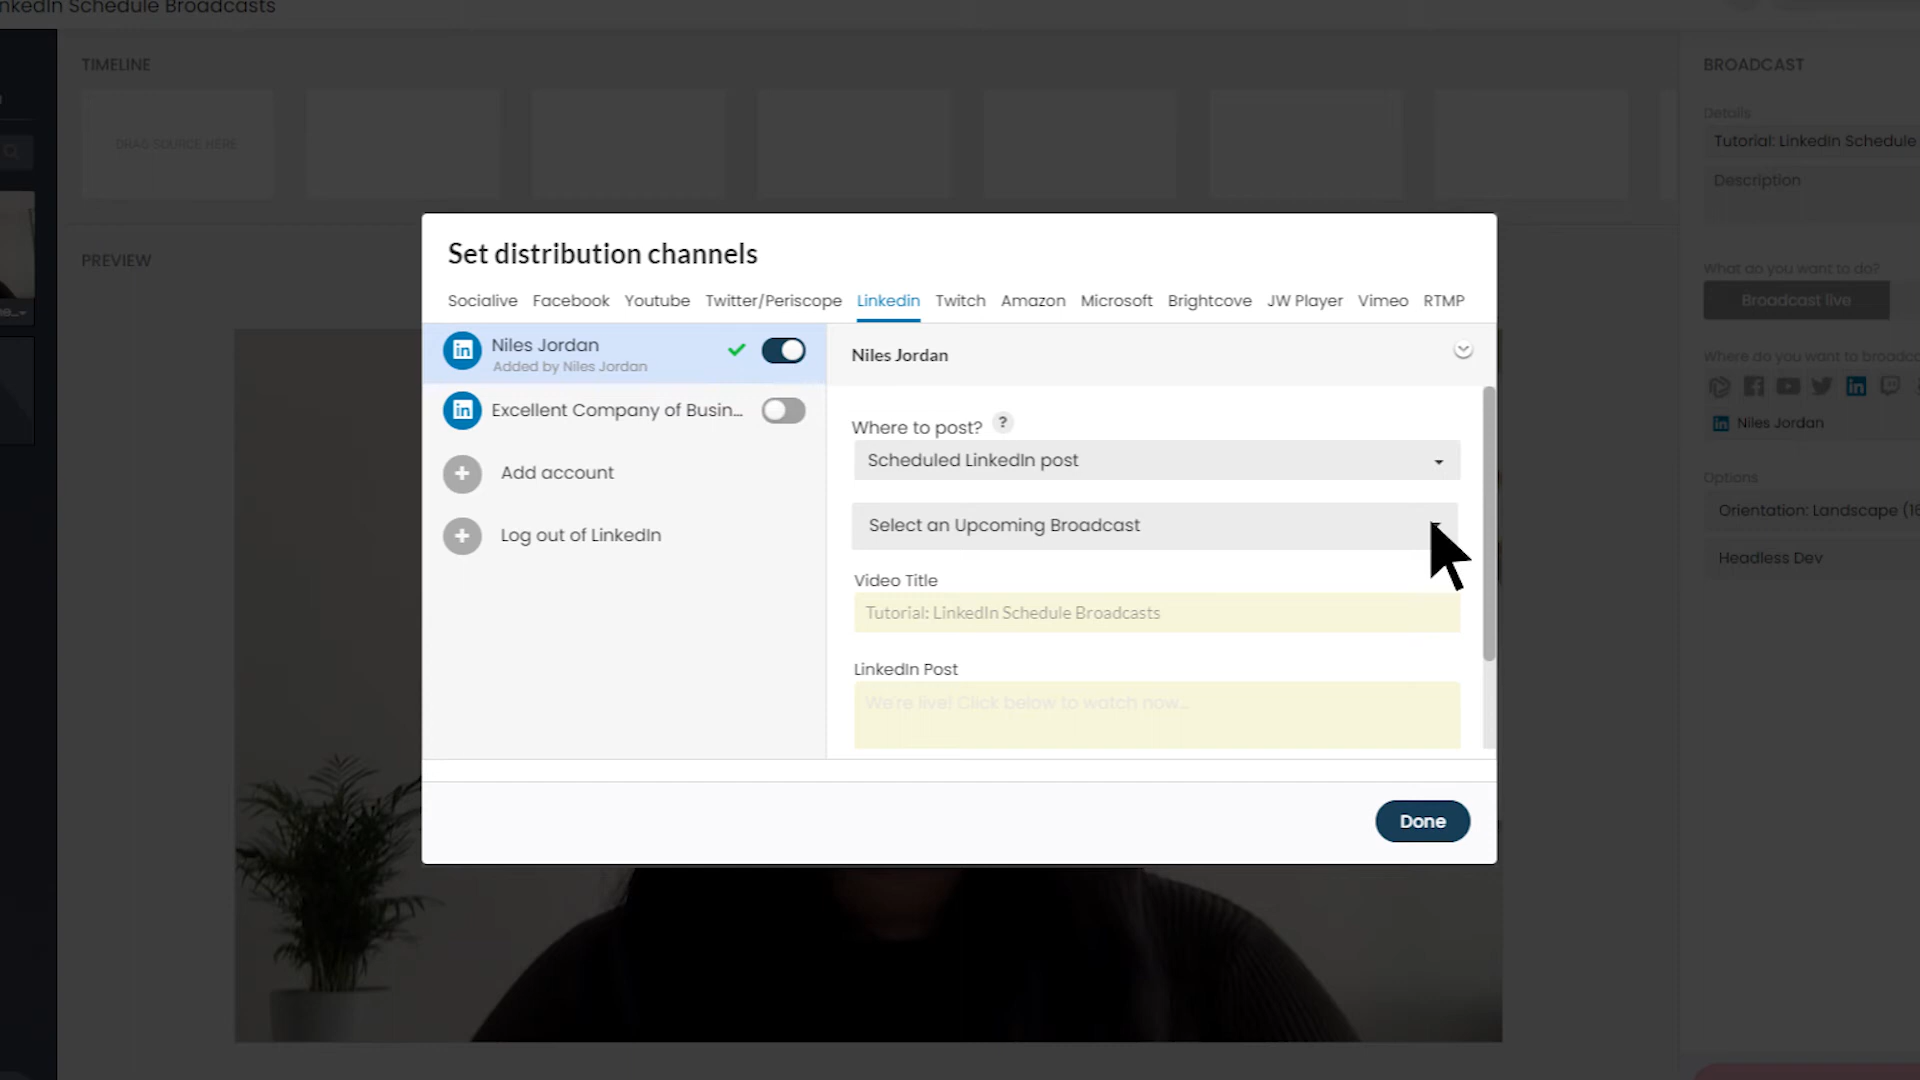 LinkedIn Schedule Broadcasts
TIMELINE
DRAG SOURCE HERE
PREVIEW
BROADCAST
Details
Tutorial: LinkedIn Schedule
Description
What do you want to do?
Broadcast live
Where do you want to broadca
Niles Jordan
Options
Orientation: Landscape (16
Headless Dev
Set distribution channels
Socialive Facebook Youtube Twitter/Periscope Linkedin Twitch Amazon Microsoft Brightcove JW Player Vimeo RTMP
Niles Jordan
Added by Niles Jordan
Excellent Company of Busin...
Add account
Log out of LinkedIn
Niles Jordan
Where to post? ?
Scheduled LinkedIn post
Select an Upcoming Broadcast
Video Title
Tutorial: LinkedIn Schedule Broadcasts
LinkedIn Post
We're live! Click below to watch now...
Done